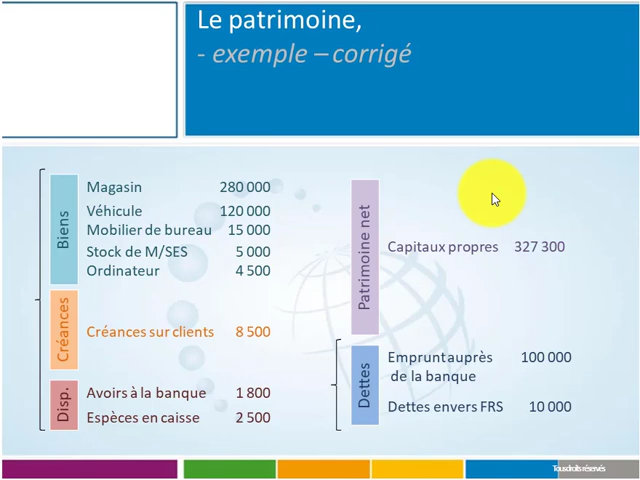 Le patrimoine,
- exemple – corrigé
Biens
Magasin 280 000
Véhicule 120 000
Mobilier de bureau 15 000
Stock de M/SES 5 000
Ordinateur 4 500
Créances
Créances sur clients 8 500
Disp.
Avoirs à la banque 1 800
Espèces en caisse 2 500
Patrimoine net
Capitaux propres 327 300
Dettes
Emprunt auprès 100 000
de la banque
Dettes envers FRS 10 000
Tous droits réservés